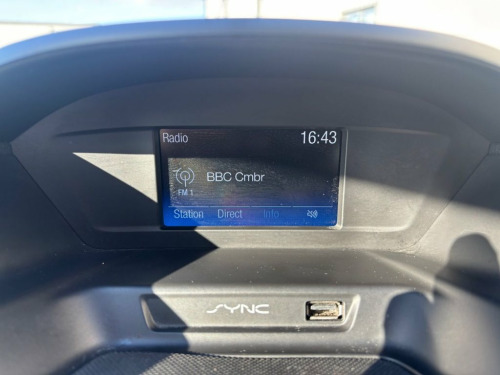 Radio 16:43
BBC Cmbr
FM 1
Station Direct Info
SYNC